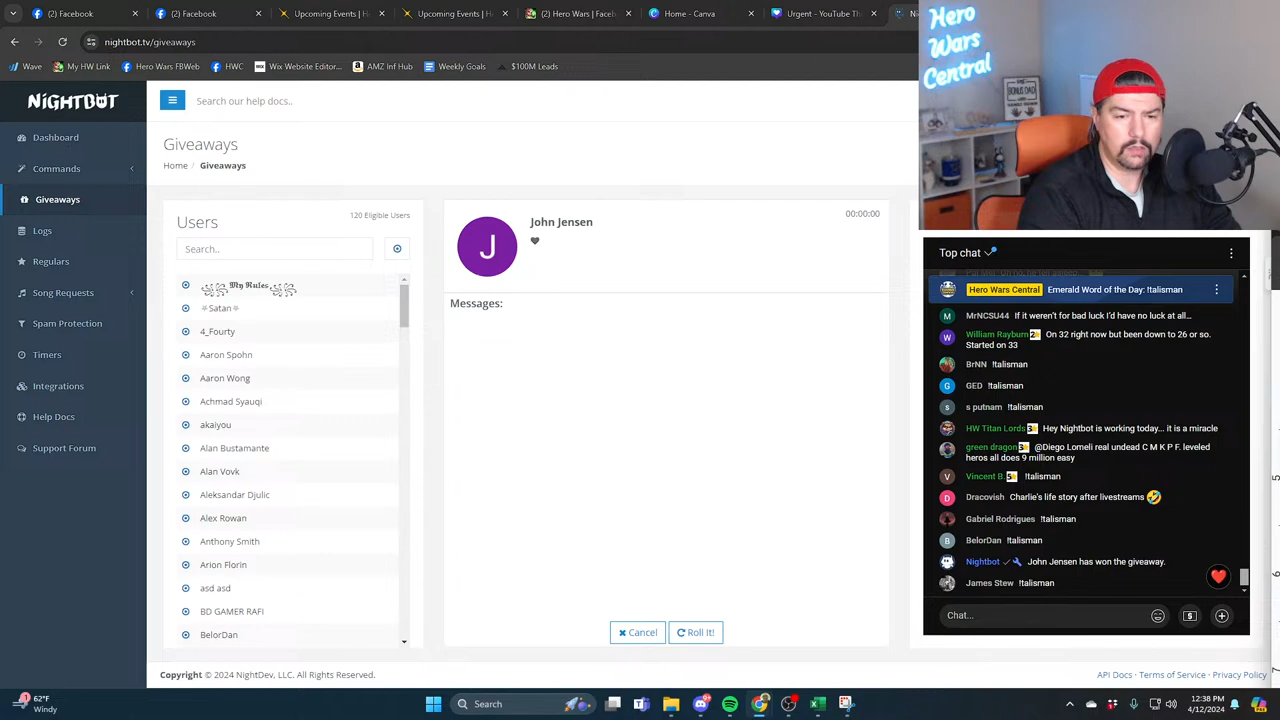 (2) Facebook
(2) Facebook
Upcoming Events | H
Upcoming Events | H
Hero Wars | Faceb
Home - Canva
Urgent - YouTube Th
nightbot.tv/giveaways
Wave
My HW Link
Hero Wars FBWeb
HWC
Wix Website Editor...
AMZ Inf Hub
Weekly Goals
$100M Leads
Hero
Wars
Central
BONUS DAD
NiGHTBOT
Search our help docs..
Dashboard
Commands
Giveaways
Logs
Regulars
Song Requests
Spam Protection
Timers
Integrations
Help Docs
Support Forum
Giveaways
Home / Giveaways
Users
120 Eligible Users
Search..
꧁༺ 𝕸𝖞 𝕽𝖚𝖑𝖊𝖘 ༻꧂
⛧Satan⛧
4_Fourty
Aaron Spohn
Aaron Wong
Achmad Syauqi
akaiyou
Alan Bustamante
Alan Vovk
Aleksandar Djulic
Alex Rowan
Anthony Smith
Arion Florin
asd asd
BD GAMER RAFI
BelorDan
J
John Jensen
00:00:00
Messages:
Cancel
Roll It!
Top chat
Hero Wars Central Emerald Word of the Day: !talisman
M MrNCSU44 If it weren't for bad luck I'd have no luck at all...
W William Rayburn 2 On 32 right now but been down to 26 or so.
Started on 33
BrNN !talisman
G GED !talisman
s s putnam !talisman
HW Titan Lords 3 Hey Nightbot is working today... it is a miracle
green dragon 3 @Diego Lomeli real undead C M K P F. leveled
heros all does 9 million easy
V Vincent B. 5 !talisman
D Dracovish Charlie's life story after livestreams 🤣
Gabriel Rodrigues !talisman
B BelorDan !talisman
Nightbot John Jensen has won the giveaway.
James Stew !talisman
Chat...
Copyright © 2024 NightDev, LLC. All Rights Reserved.
API Docs - Terms of Service - Privacy Policy
62°F
Windy
Search
12:38 PM
4/12/2024